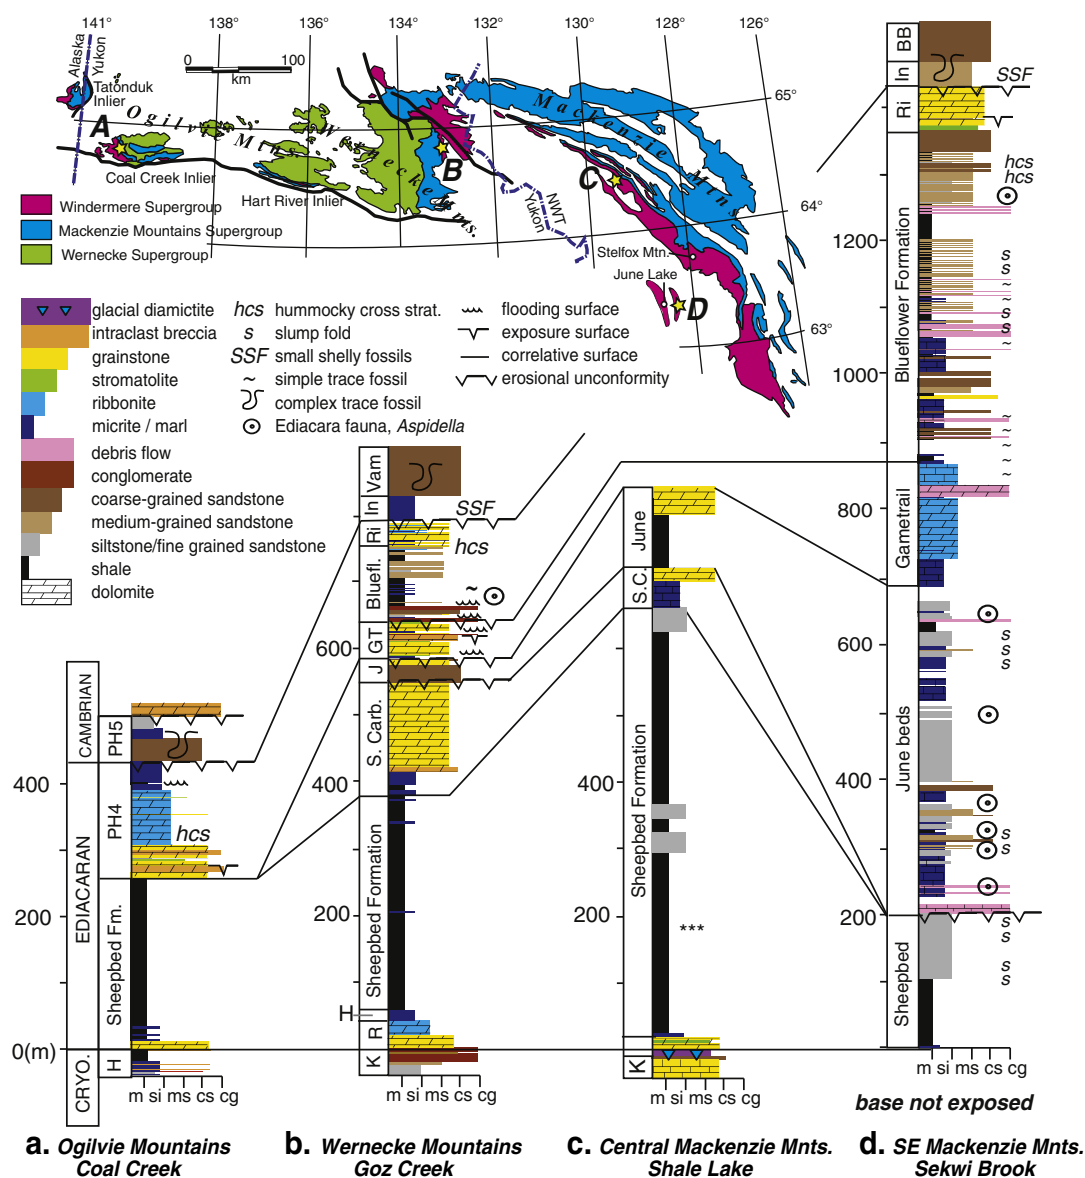 141°
138°
136°
134°
132°
130°
128°
126°
65°
64°
63°
Alaska
Yukon
0
100
km
Tatonduk
Inlier
A
Ogilvie Mtns.
Wernecke Mtns.
Mackenzie Mtns
Coal Creek Inlier
Hart River Inlier
B
C
D
NWT
Yukon
Stelfox Mtn.
June Lake
Windermere Supergroup
Mackenzie Mountains Supergroup
Wernecke Supergroup
glacial diamictite
intraclast breccia
grainstone
stromatolite
ribbonite
micrite / marl
debris flow
conglomerate
coarse-grained sandstone
medium-grained sandstone
siltstone/fine grained sandstone
shale
dolomite
hcs hummocky cross strat.
s slump fold
SSF small shelly fossils
~ simple trace fossil
complex trace fossil
Ediacara fauna, Aspidella
flooding surface
exposure surface
correlative surface
erosional unconformity
CAMBRIAN
EDIACARAN
CRYO.
PH5
PH4
Sheepbed Fm.
H
400
200
0(m)
hcs
m si ms cs cg
a. Ogilvie Mountains
Coal Creek
Vam
In
Ri
Bluefl.
GT
J
S. Carb.
Sheepbed Formation
H
R
K
600
400
200
SSF
hcs
~
m si ms cs cg
b. Wernecke Mountains
Goz Creek
June
S.C.
Sheepbed Formation
K
400
200
***
m si ms cs cg
c. Central Mackenzie Mnts.
Shale Lake
BB
In
Ri
Blueflower Formation
Gametrail
June beds
Sheepbed
1200
1000
800
600
400
200
SSF
hcs
hcs
s
s
~
s
s
~
~
~
~
~
s
s
s
s
s
s
s
s
s
m si ms cs cg
base not exposed
d. SE Mackenzie Mnts.
Sekwi Brook